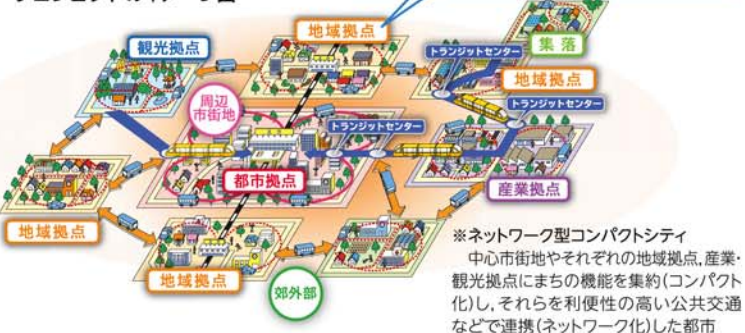 地域拠点
観光拠点
集落
トランジットセンター
地域拠点
周辺
市街地
トランジットセンター
トランジットセンター
都市拠点
産業拠点
地域拠点
地域拠点
郊外部
※ネットワーク型コンパクトシティ
中心市街地やそれぞれの地域拠点、産業・
観光拠点にまちの機能を集約(コンパクト
化)し、それらを利便性の高い公共交通
などで連携(ネットワーク化)した都市